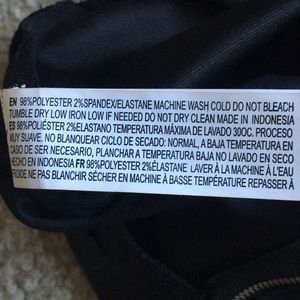 EN 98%POLYESTER 2%SPANDEX/ELASTANE MACHINE WASH COLD DO NOT BLEACH
TUMBLE DRY LOW IRON LOW IF NEEDED DO NOT DRY CLEAN MADE IN INDONESIA
ES 98%POLIÉSTER 2%ELASTANO TEMPERATURA MÁXIMA DE LAVADO 30OC. PROCESO
MUY SUAVE. NO BLANQUEAR CICLO DE SECADO: NORMAL, A BAJA TEMPERATURA EN
CASO DE SER NECESARIO, PLANCHAR A TEMPERATURA BAJA NO LAVADO EN SECO
HECHO EN INDONESIA FR 98%POLYESTER 2%ÉLASTANE LAVER À LA MACHINE À L'EAU
FROIDE NE PAS BLANCHIR SÉCHER EN MACHINE À BASSE TEMPÉRATURE REPASSER À